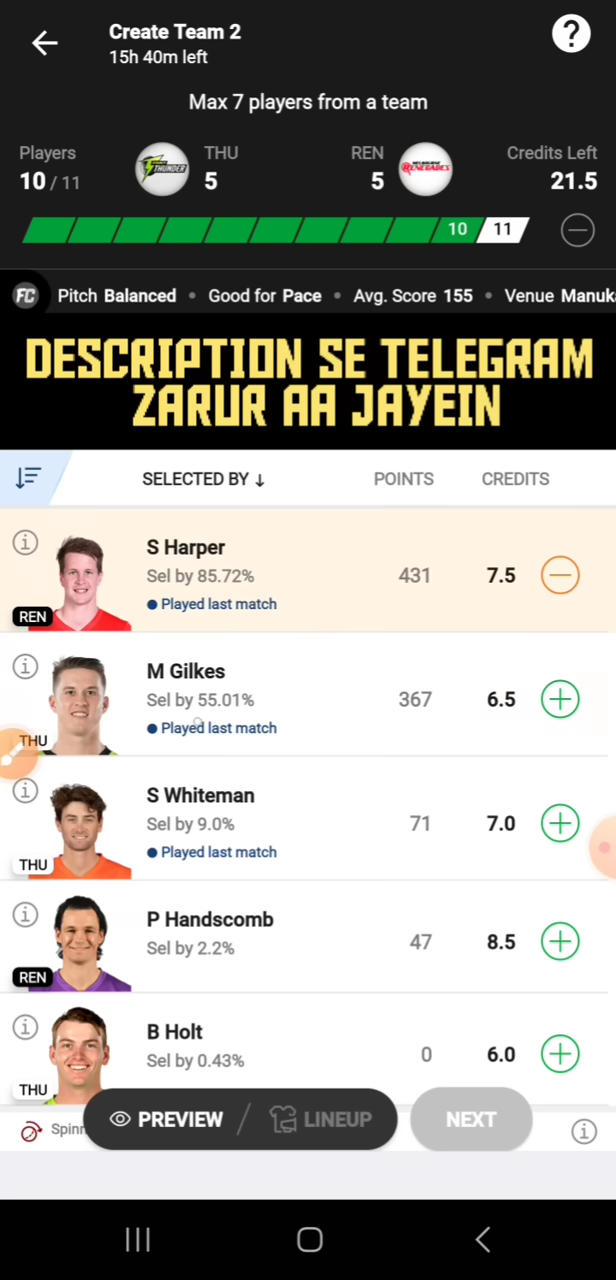 Create Team 2
15h 40m left
?
Max 7 players from a team
Players
10 / 11
THUNDER
THU
5
REN
5
RENEGADES
Credits Left
21.5
10 11
FC Pitch Balanced • Good for Pace • Avg. Score 155 • Venue Manuk
DESCRIPTION SE TELEGRAM
ZARUR AA JAYEIN
SELECTED BY ↓ POINTS CREDITS
S Harper
Sel by 85.72% 431 7.5
Played last match
REN
M Gilkes
Sel by 55.01% 367 6.5
Played last match
THU
S Whiteman
Sel by 9.0% 71 7.0
Played last match
THU
P Handscomb
Sel by 2.2% 47 8.5
REN
B Holt
Sel by 0.43% 0 6.0
THU
Spinn
PREVIEW / LINEUP
NEXT